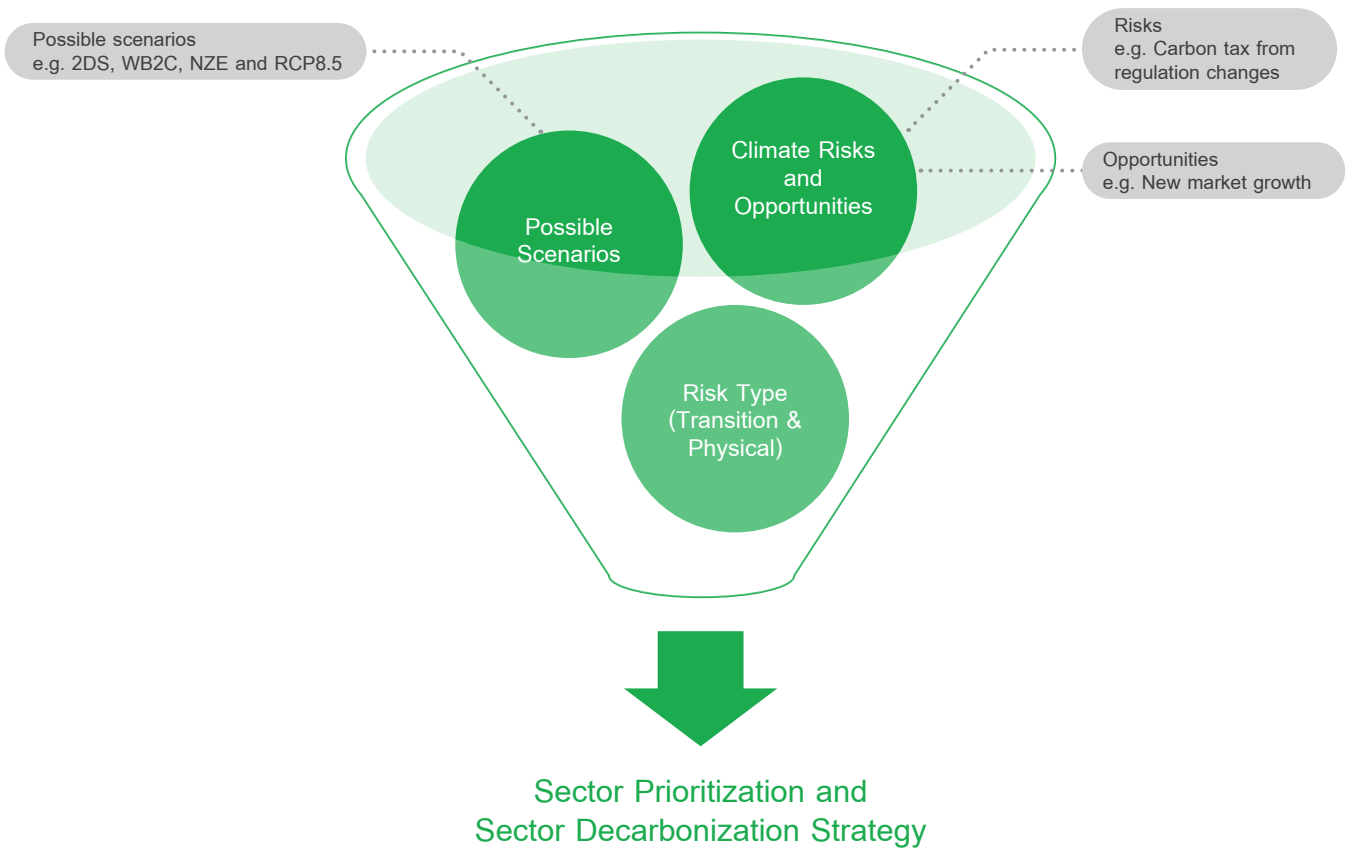 Possible scenarios
e.g. 2DS, WB2C, NZE and RCP8.5
Risks
e.g. Carbon tax from
regulation changes
Opportunities
e.g. New market growth
Climate Risks
and
Opportunities
Possible
Scenarios
Risk Type
(Transition &
Physical)
Sector Prioritization and
Sector Decarbonization Strategy